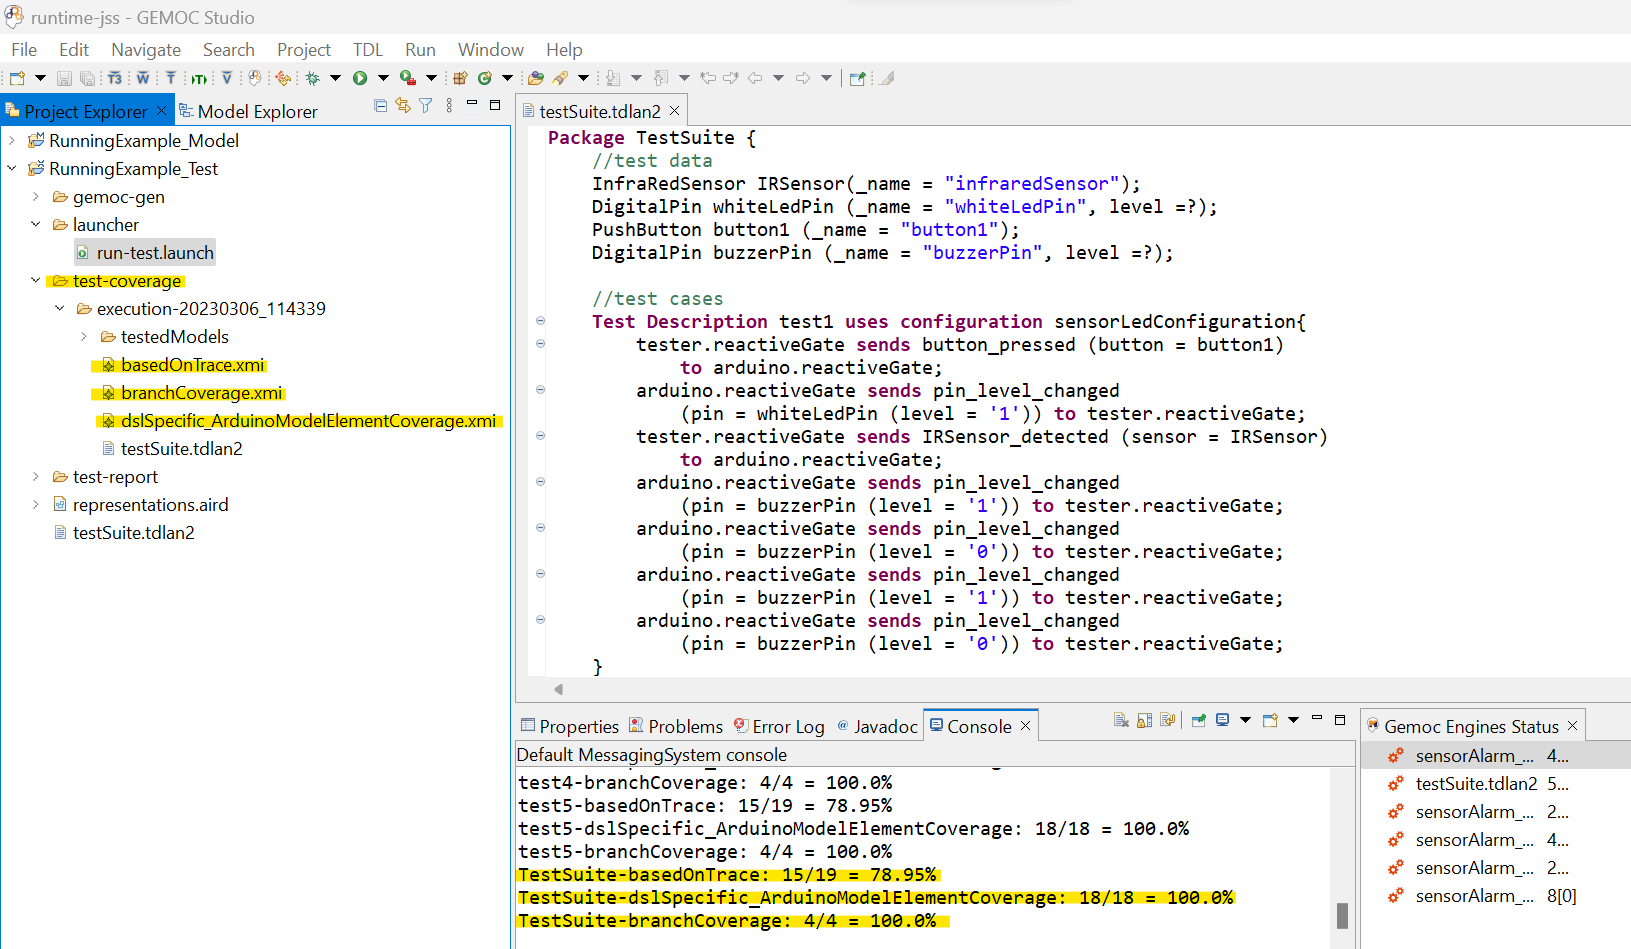 runtime-jss - GEMOC Studio
File Edit Navigate Search Project TDL Run Window Help
Project Explorer
Model Explorer
RunningExample_Model
RunningExample_Test
gemoc-gen
launcher
run-test.launch
test-coverage
execution-20230306_114339
testedModels
basedOnTrace.xmi
branchCoverage.xmi
dslSpecific_ArduinoModelElementCoverage.xmi
testSuite.tdlan2
test-report
representations.aird
testSuite.tdlan2
testSuite.tdlan2
Package TestSuite {
//test data
InfraRedSensor IRSensor(_name = "infraredSensor");
DigitalPin whiteLedPin (_name = "whiteLedPin", level =?);
PushButton button1 (_name = "button1");
DigitalPin buzzerPin (_name = "buzzerPin", level =?);
//test cases
Test Description test1 uses configuration sensorLedConfiguration{
tester.reactiveGate sends button_pressed (button = button1)
to arduino.reactiveGate;
arduino.reactiveGate sends pin_level_changed
(pin = whiteLedPin (level = '1')) to tester.reactiveGate;
tester.reactiveGate sends IRSensor_detected (sensor = IRSensor)
to arduino.reactiveGate;
arduino.reactiveGate sends pin_level_changed
(pin = buzzerPin (level = '1')) to tester.reactiveGate;
arduino.reactiveGate sends pin_level_changed
(pin = buzzerPin (level = '0')) to tester.reactiveGate;
arduino.reactiveGate sends pin_level_changed
(pin = buzzerPin (level = '1')) to tester.reactiveGate;
arduino.reactiveGate sends pin_level_changed
(pin = buzzerPin (level = '0')) to tester.reactiveGate;
}
Properties Problems Error Log Javadoc Console
Default MessagingSystem console
test4-branchCoverage: 4/4 = 100.0%
test5-basedOnTrace: 15/19 = 78.95%
test5-dslSpecific_ArduinoModelElementCoverage: 18/18 = 100.0%
test5-branchCoverage: 4/4 = 100.0%
TestSuite-basedOnTrace: 15/19 = 78.95%
TestSuite-dslSpecific_ArduinoModelElementCoverage: 18/18 = 100.0%
TestSuite-branchCoverage: 4/4 = 100.0%
Gemoc Engines Status
sensorAlarm_... 4...
testSuite.tdlan2 5...
sensorAlarm_... 2...
sensorAlarm_... 4...
sensorAlarm_... 2...
sensorAlarm_... 8[0]